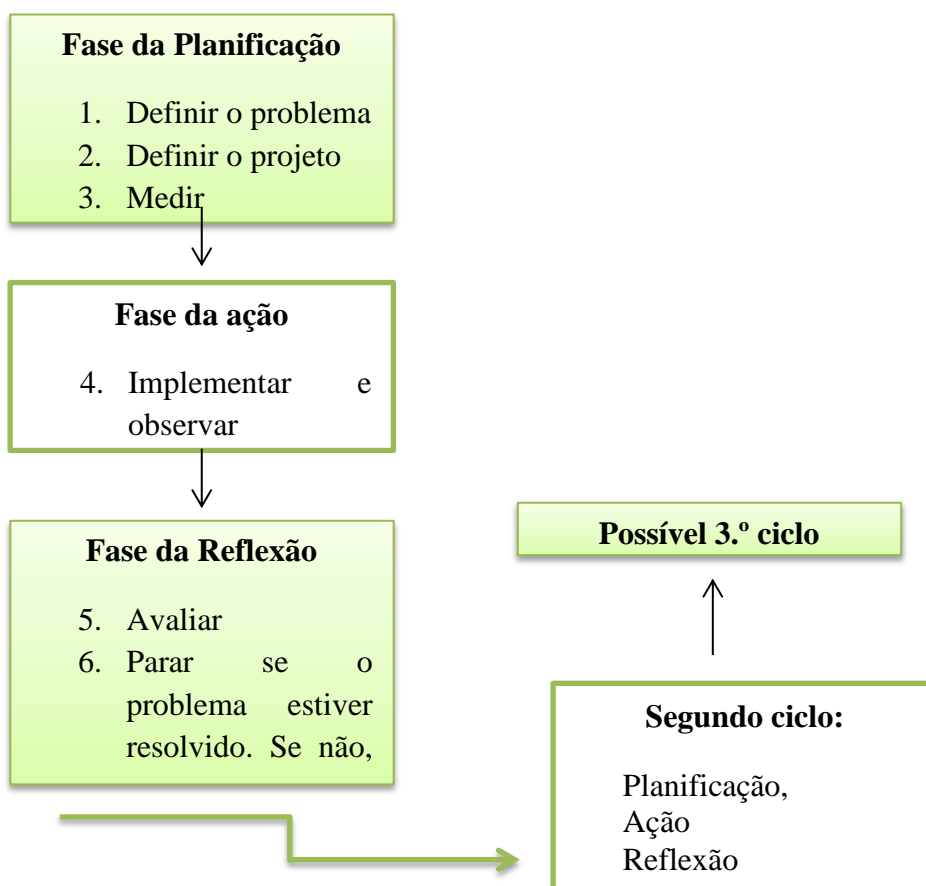 Fase da Planificação
1. Definir o problema
2. Definir o projeto
3. Medir
Fase da ação
4. Implementar e
observar
Fase da Reflexão
5. Avaliar
6. Parar se o
problema estiver
resolvido. Se não,
Possível 3.º ciclo
Segundo ciclo:
Planificação,
Ação
Reflexão